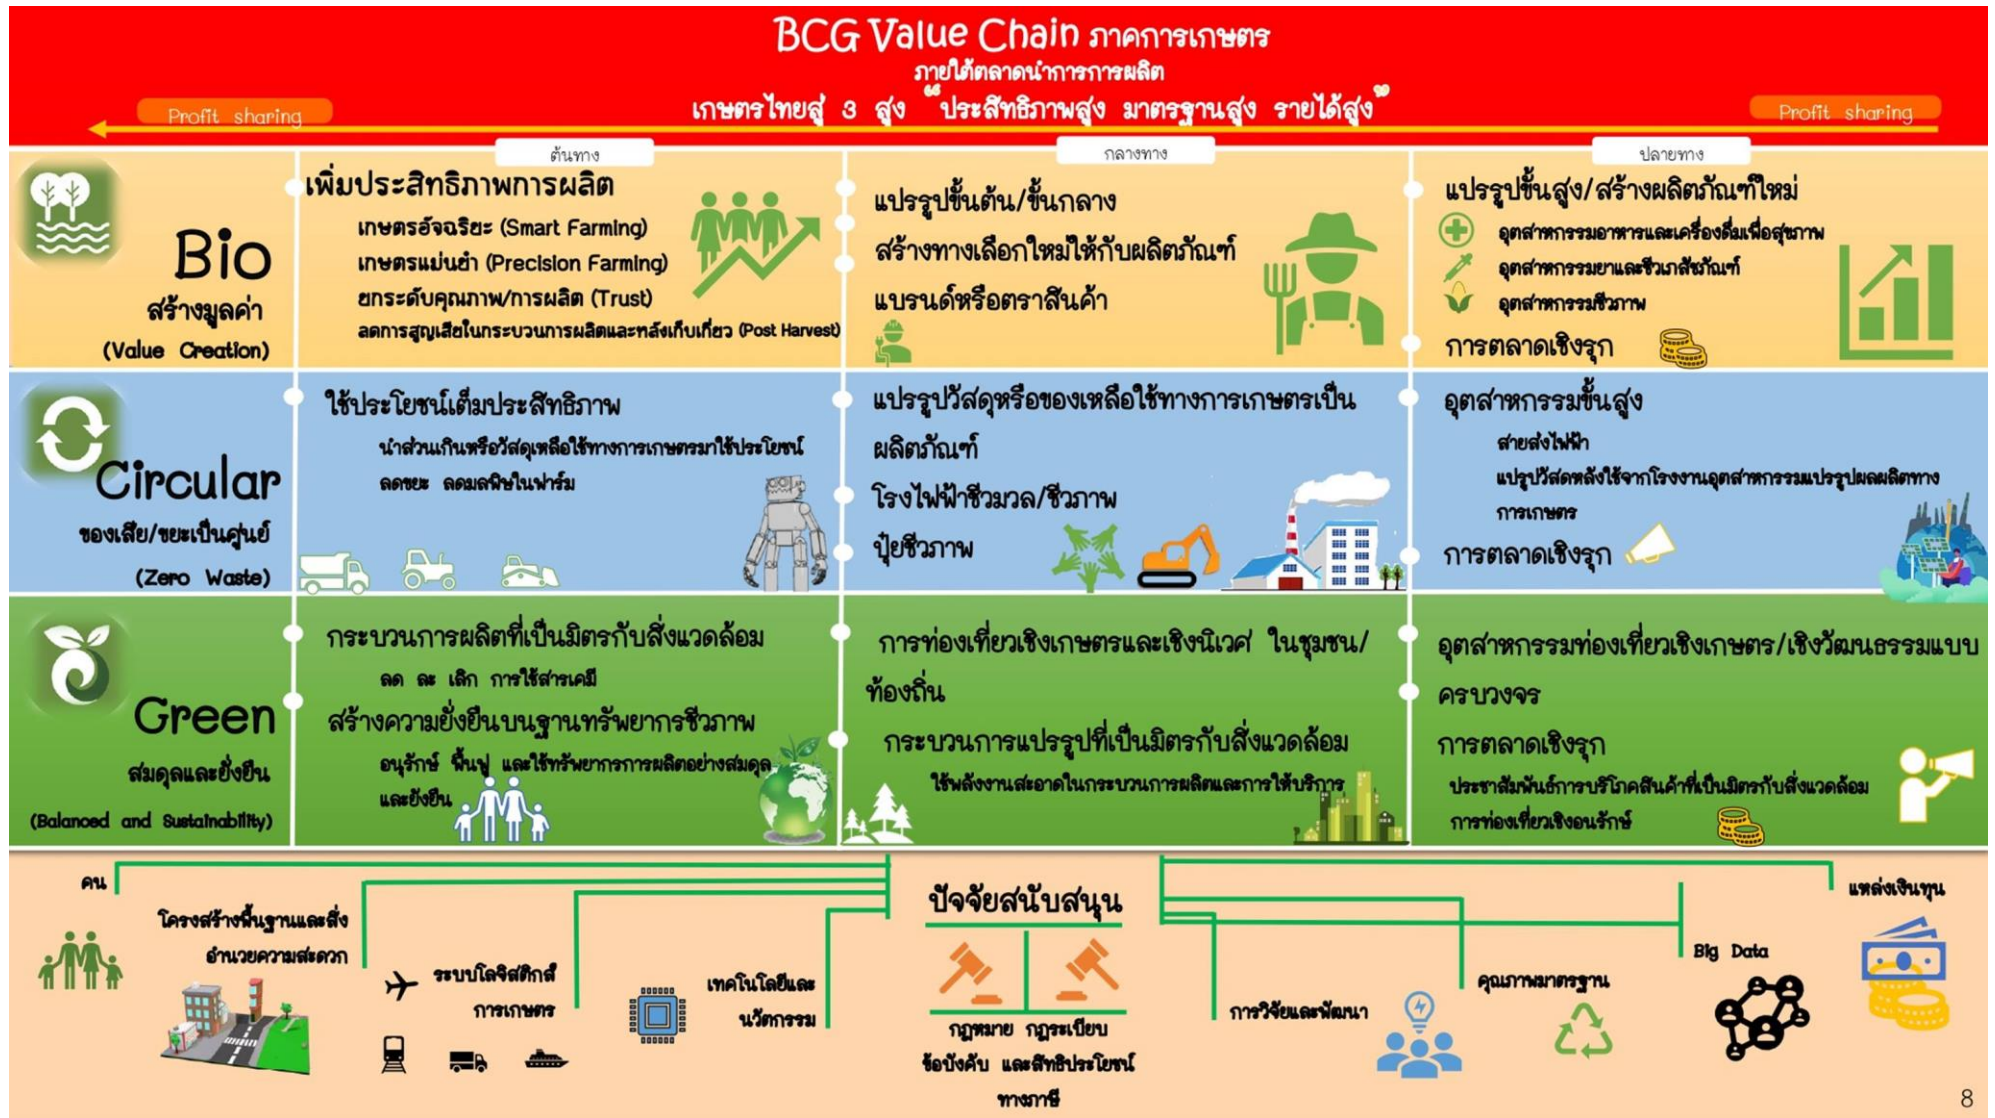 BCG Value Chain ภาคการเกษตร
ภายใต้ตลาดนำการการผลิต
เกษตรไทยสู่ 3 สูง “ประสิทธิภาพสูง มาตรฐานสูง รายได้สูง”
Profit sharing
Profit sharing
ต้นทาง
กลางทาง
ปลายทาง
Bio
สร้างมูลค่า
(Value Creation)
เพิ่มประสิทธิภาพการผลิต
เกษตรอัจฉริยะ (Smart Farming)
เกษตรแม่นยำ (Precision Farming)
ยกระดับคุณภาพ/การผลิต (Trust)
ลดการสูญเสียในกระบวนการผลิตและหลังเก็บเกี่ยว (Post Harvest)
แปรรูปขั้นต้น/ขั้นกลาง
สร้างทางเลือกใหม่ให้กับผลิตภัณฑ์
แบรนด์หรือตราสินค้า
แปรรูปขั้นสูง/สร้างผลิตภัณฑ์ใหม่
อุตสาหกรรมอาหารและเครื่องดื่มเพื่อสุขภาพ
อุตสาหกรรมยาและชีวเภสัชภัณฑ์
อุตสาหกรรมชีวภาพ
การตลาดเชิงรุก
Circular
ของเสีย/ขยะเป็นศูนย์
(Zero Waste)
ใช้ประโยชน์เต็มประสิทธิภาพ
นำส่วนเกินหรือวัสดุเหลือใช้ทางการเกษตรมาใช้ประโยชน์
ลดขยะ ลดมลพิษในฟาร์ม
แปรรูปวัสดุหรือของเหลือใช้ทางการเกษตรเป็น
ผลิตภัณฑ์
โรงไฟฟ้าชีวมวล/ชีวภาพ
ปุ๋ยชีวภาพ
อุตสาหกรรมขั้นสูง
สายส่งไฟฟ้า
แปรูปวัสดหลังใช้จากโรงงานอุตสาหกรรมแปรรูปผลผลิตทาง
การเกษตร
การตลาดเชิงรุก
Green
สมดุลและยั่งยืน
(Balanced and Sustainability)
กระบวนการผลิตที่เป็นมิตรกับสิ่งแวดล้อม
ลด ละ เลิก การใช้สารเคมี
สร้างความยั่งยืนบนฐานทรัพยากรชีวภาพ
อนุรักษ์ ฟื้นฟู และใช้ทรัพยากรการผลิตอย่างสมดุล
และยั่งยืน
การท่องเที่ยวเชิงเกษตรและเชิงนิเวศ ในชุมชน/
ท้องถิ่น
กระบวนการแปรรูปที่เป็นมิตรกับสิ่งแวดล้อม
ใช้พลังงานสะอาดในกระบวนการผลิตและการให้บริการ
อุตสาหกรรมท่องเที่ยวเชิงเกษตร/เชิงวัฒนธรรมแบบ
ครบวงจร
การตลาดเชิงรุก
ประชาสัมพันธ์การบริโภคสินค้าที่เป็นมิตรกับสิ่งแวดล้อม
การท่องเที่ยวเชิงอนุรักษ์
ปัจจัยสนับสนุน
คน
โครงสร้างพื้นฐานและสิ่ง
อำนวยความสะดวก
ระบบโลจิสติกส์
การเกษตร
เทคโนโลยีและ
นวัตกรรม
กฎหมาย กฎระเบียบ
ข้อบังคับ และสิทธิประโยชน์
ทางภาษี
การวิจัยและพัฒนา
คุณภาพมาตรฐาน
Big Data
แหล่งเงินทุน
8